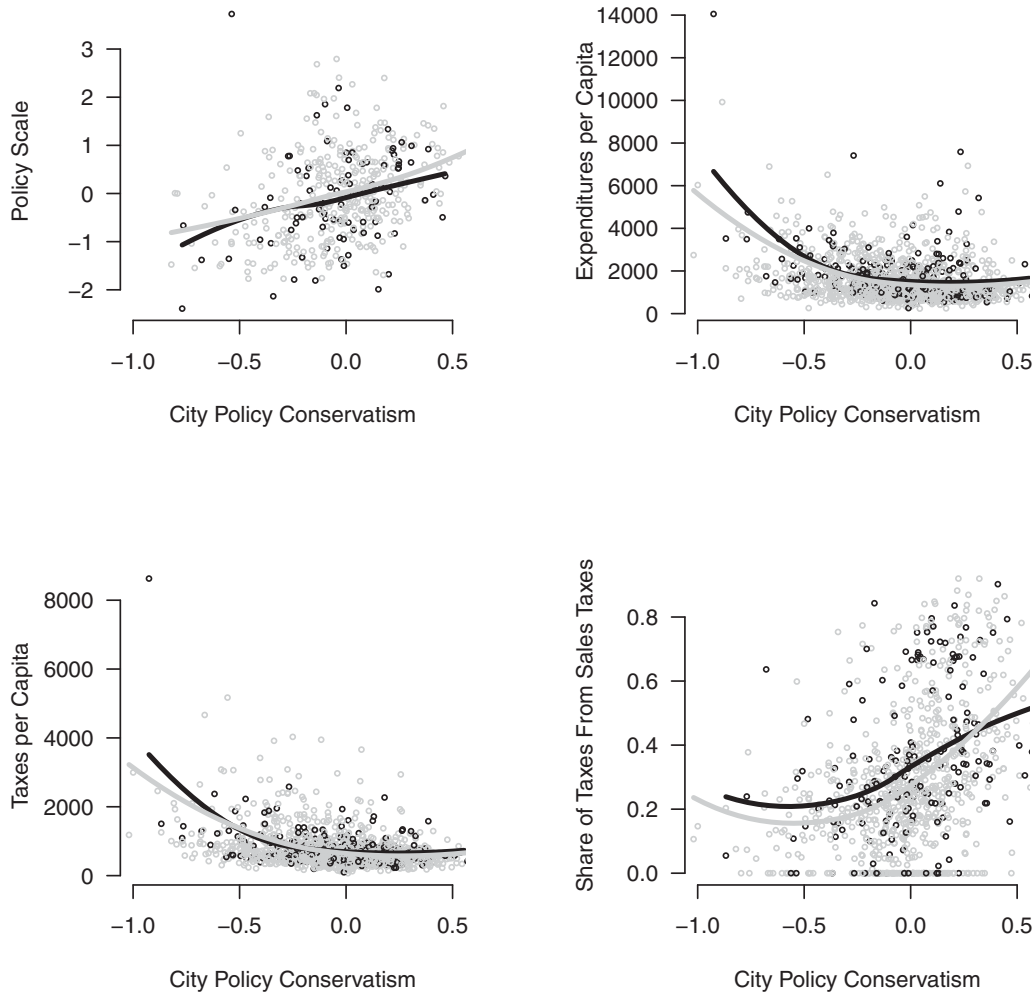 Policy Scale
3
2
1
0
−1
−2
−1.0 −0.5 0.0 0.5
City Policy Conservatism
Expenditures per Capita
14000
12000
10000
8000
6000
4000
2000
0
−1.0 −0.5 0.0 0.5
City Policy Conservatism
Taxes per Capita
8000
6000
4000
2000
0
−1.0 −0.5 0.0 0.5
City Policy Conservatism
Share of Taxes From Sales Taxes
0.8
0.6
0.4
0.2
0.0
−1.0 −0.5 0.0 0.5
City Policy Conservatism